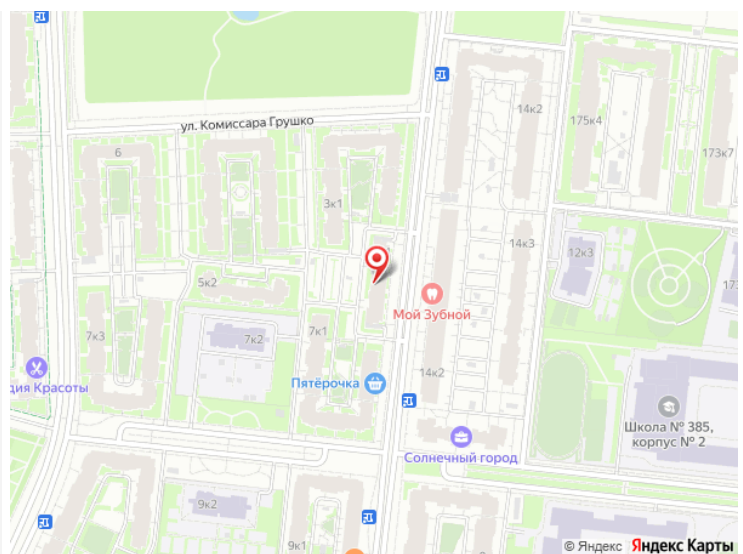 ул. Комиссара Грушко
14к2
175к4
173к7
6
3к1
14к3
12к3
5к2
Мой Зубной
7к3
7к2
7к1
14к2
дия Красоты
Пятёрочка
Школа № 385,
корпус № 2
Солнечный город
9к2
9к1
© Яндекс Яндекс Карты